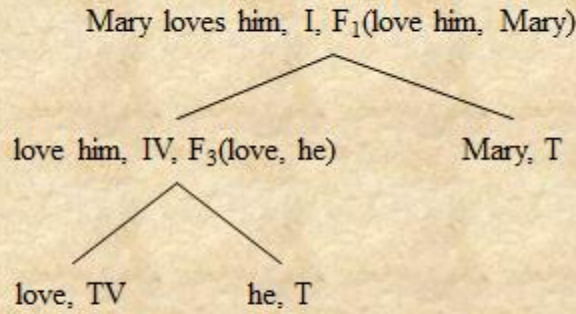 Mary loves him, I, F₁(love him, Mary)
love him, IV, F₃(love, he) Mary, T
love, TV he, T